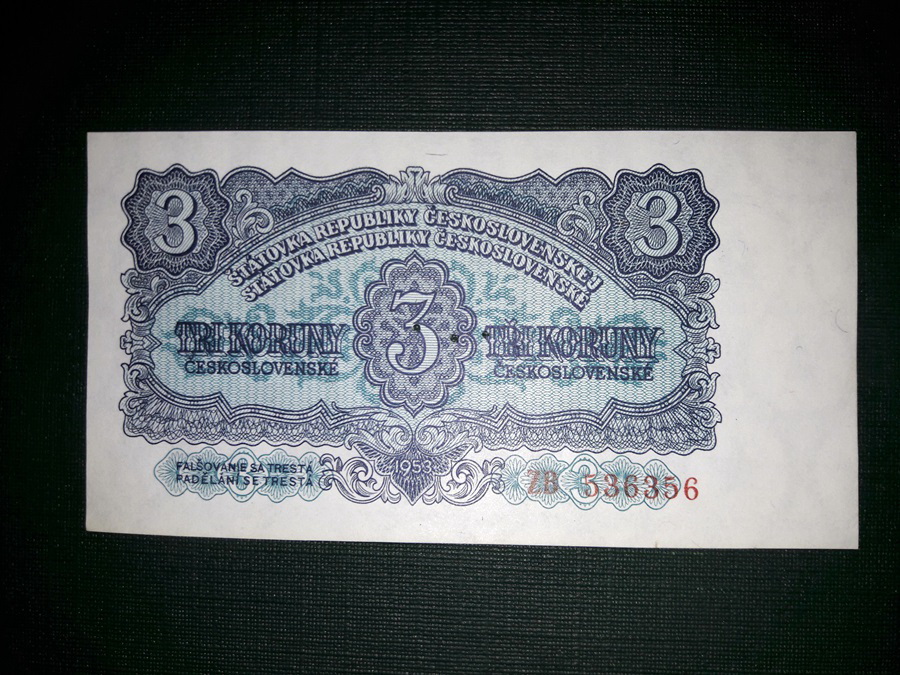 3 3
ŠTÁTOVKA REPUBLIKY ČESKOSLOVENSKEJ
STÁTOVKA REPUBLIKY ČESKOSLOVENSKÉ
3
TRI KORUNY
ČESKOSLOVENSKÉ
TŘI KORUNY
ČESKOSLOVENSKÉ
FALŠOVANIE SA TRESTÁ
PADĚLÁNÍ SE TRESTÁ
1953
ZB 536356